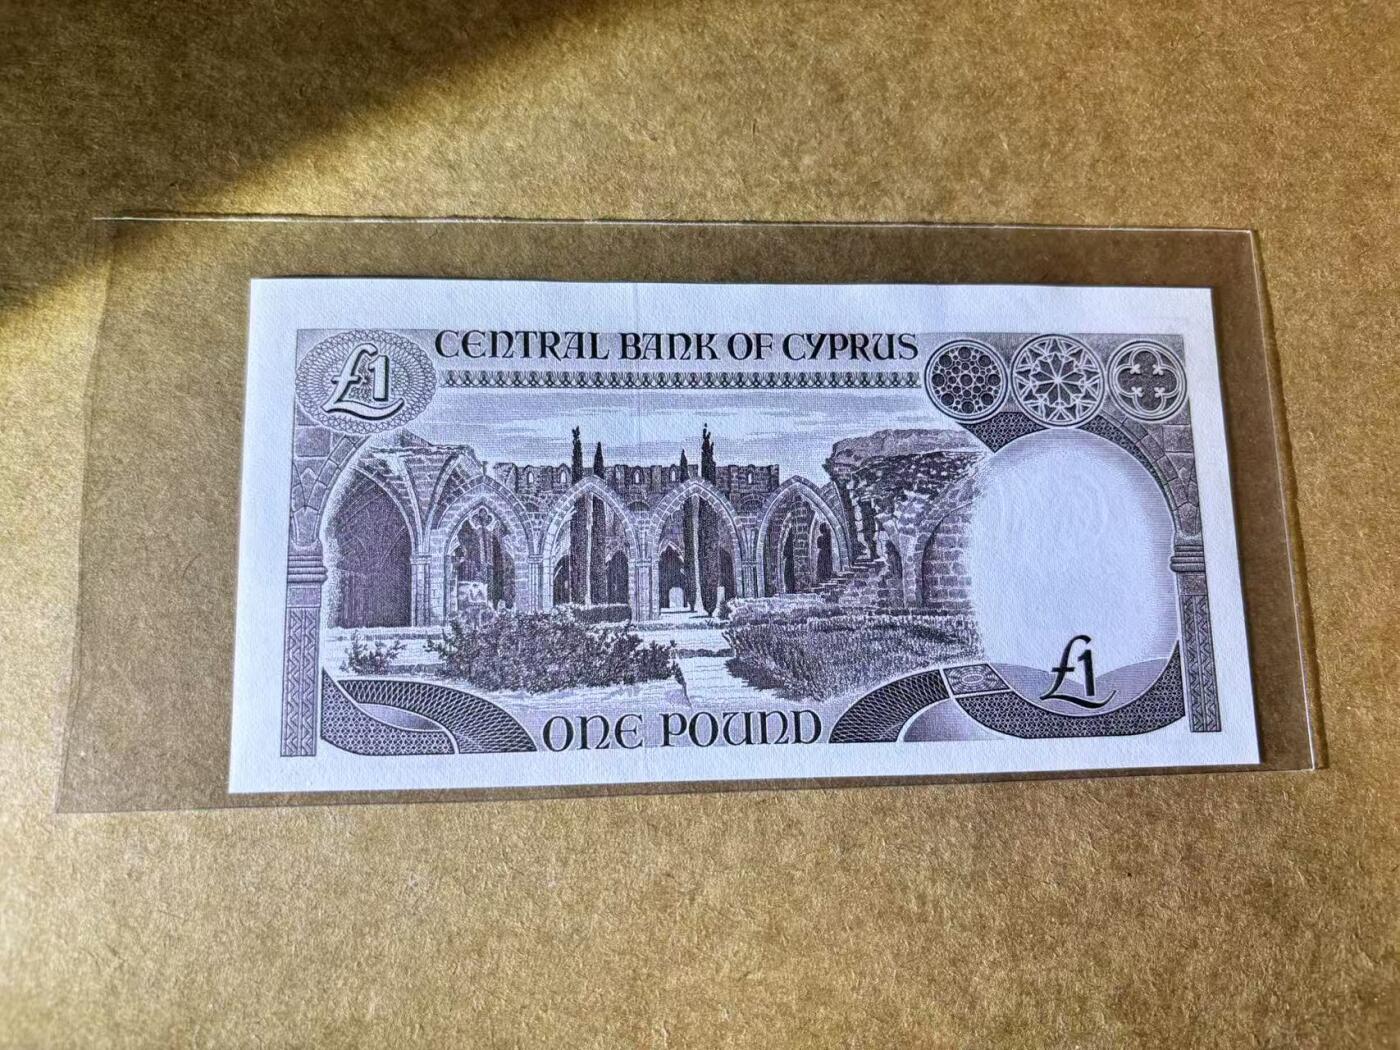 £1
CENTRAL BANK OF CYPRUS
£1
ONE POUND